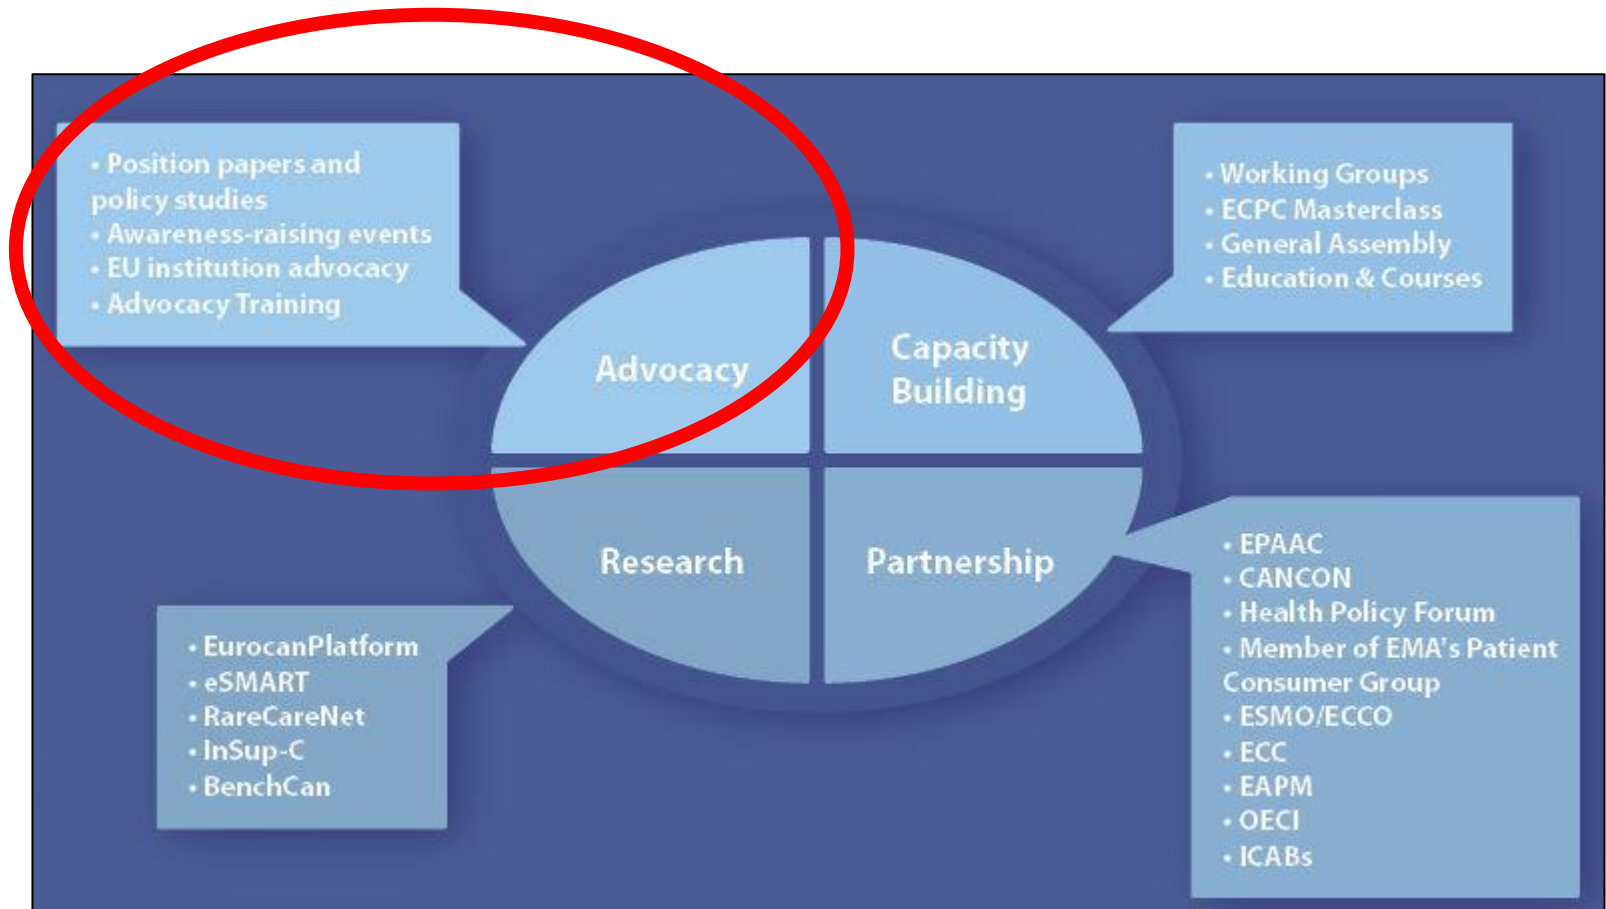 • Position papers and
policy studies
• Awareness-raising events
• EU institution advocacy
• Advocacy Training
• Working Groups
• ECPC Masterclass
• General Assembly
• Education & Courses
Advocacy
Capacity
Building
Research
Partnership
• EurocanPlatform
• eSMART
• RareCareNet
• InSup-C
• BenchCan
• EPAAC
• CANCON
• Health Policy Forum
• Member of EMA's Patient
Consumer Group
• ESMO/ECCO
• ECC
• EAPM
• OECI
• ICABs